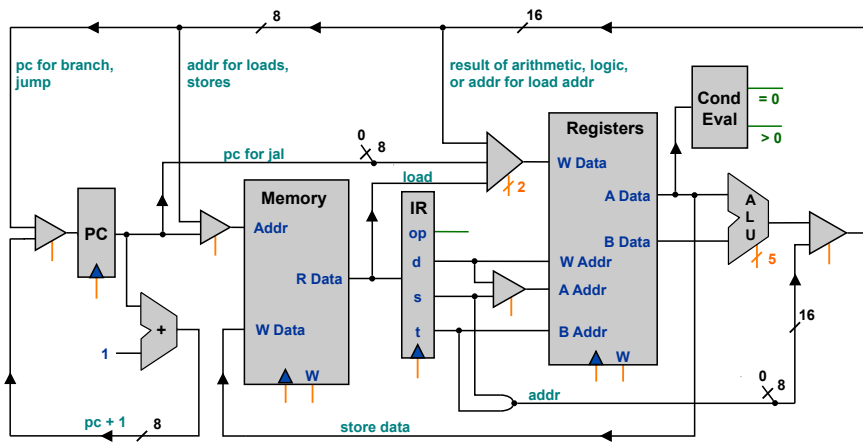 8
16
pc for branch,
jump
addr for loads,
stores
result of arithmetic, logic,
or addr for load addr
Cond
Eval
= 0
> 0
Registers
0
8
pc for jal
W Data
load
2
Memory
IR
A Data
A
L
U
PC
Addr
op
B Data
d
W Addr
5
R Data
s
A Addr
W Data
t
B Addr
+
1
16
W
W
0
8
addr
pc + 1
8
store data